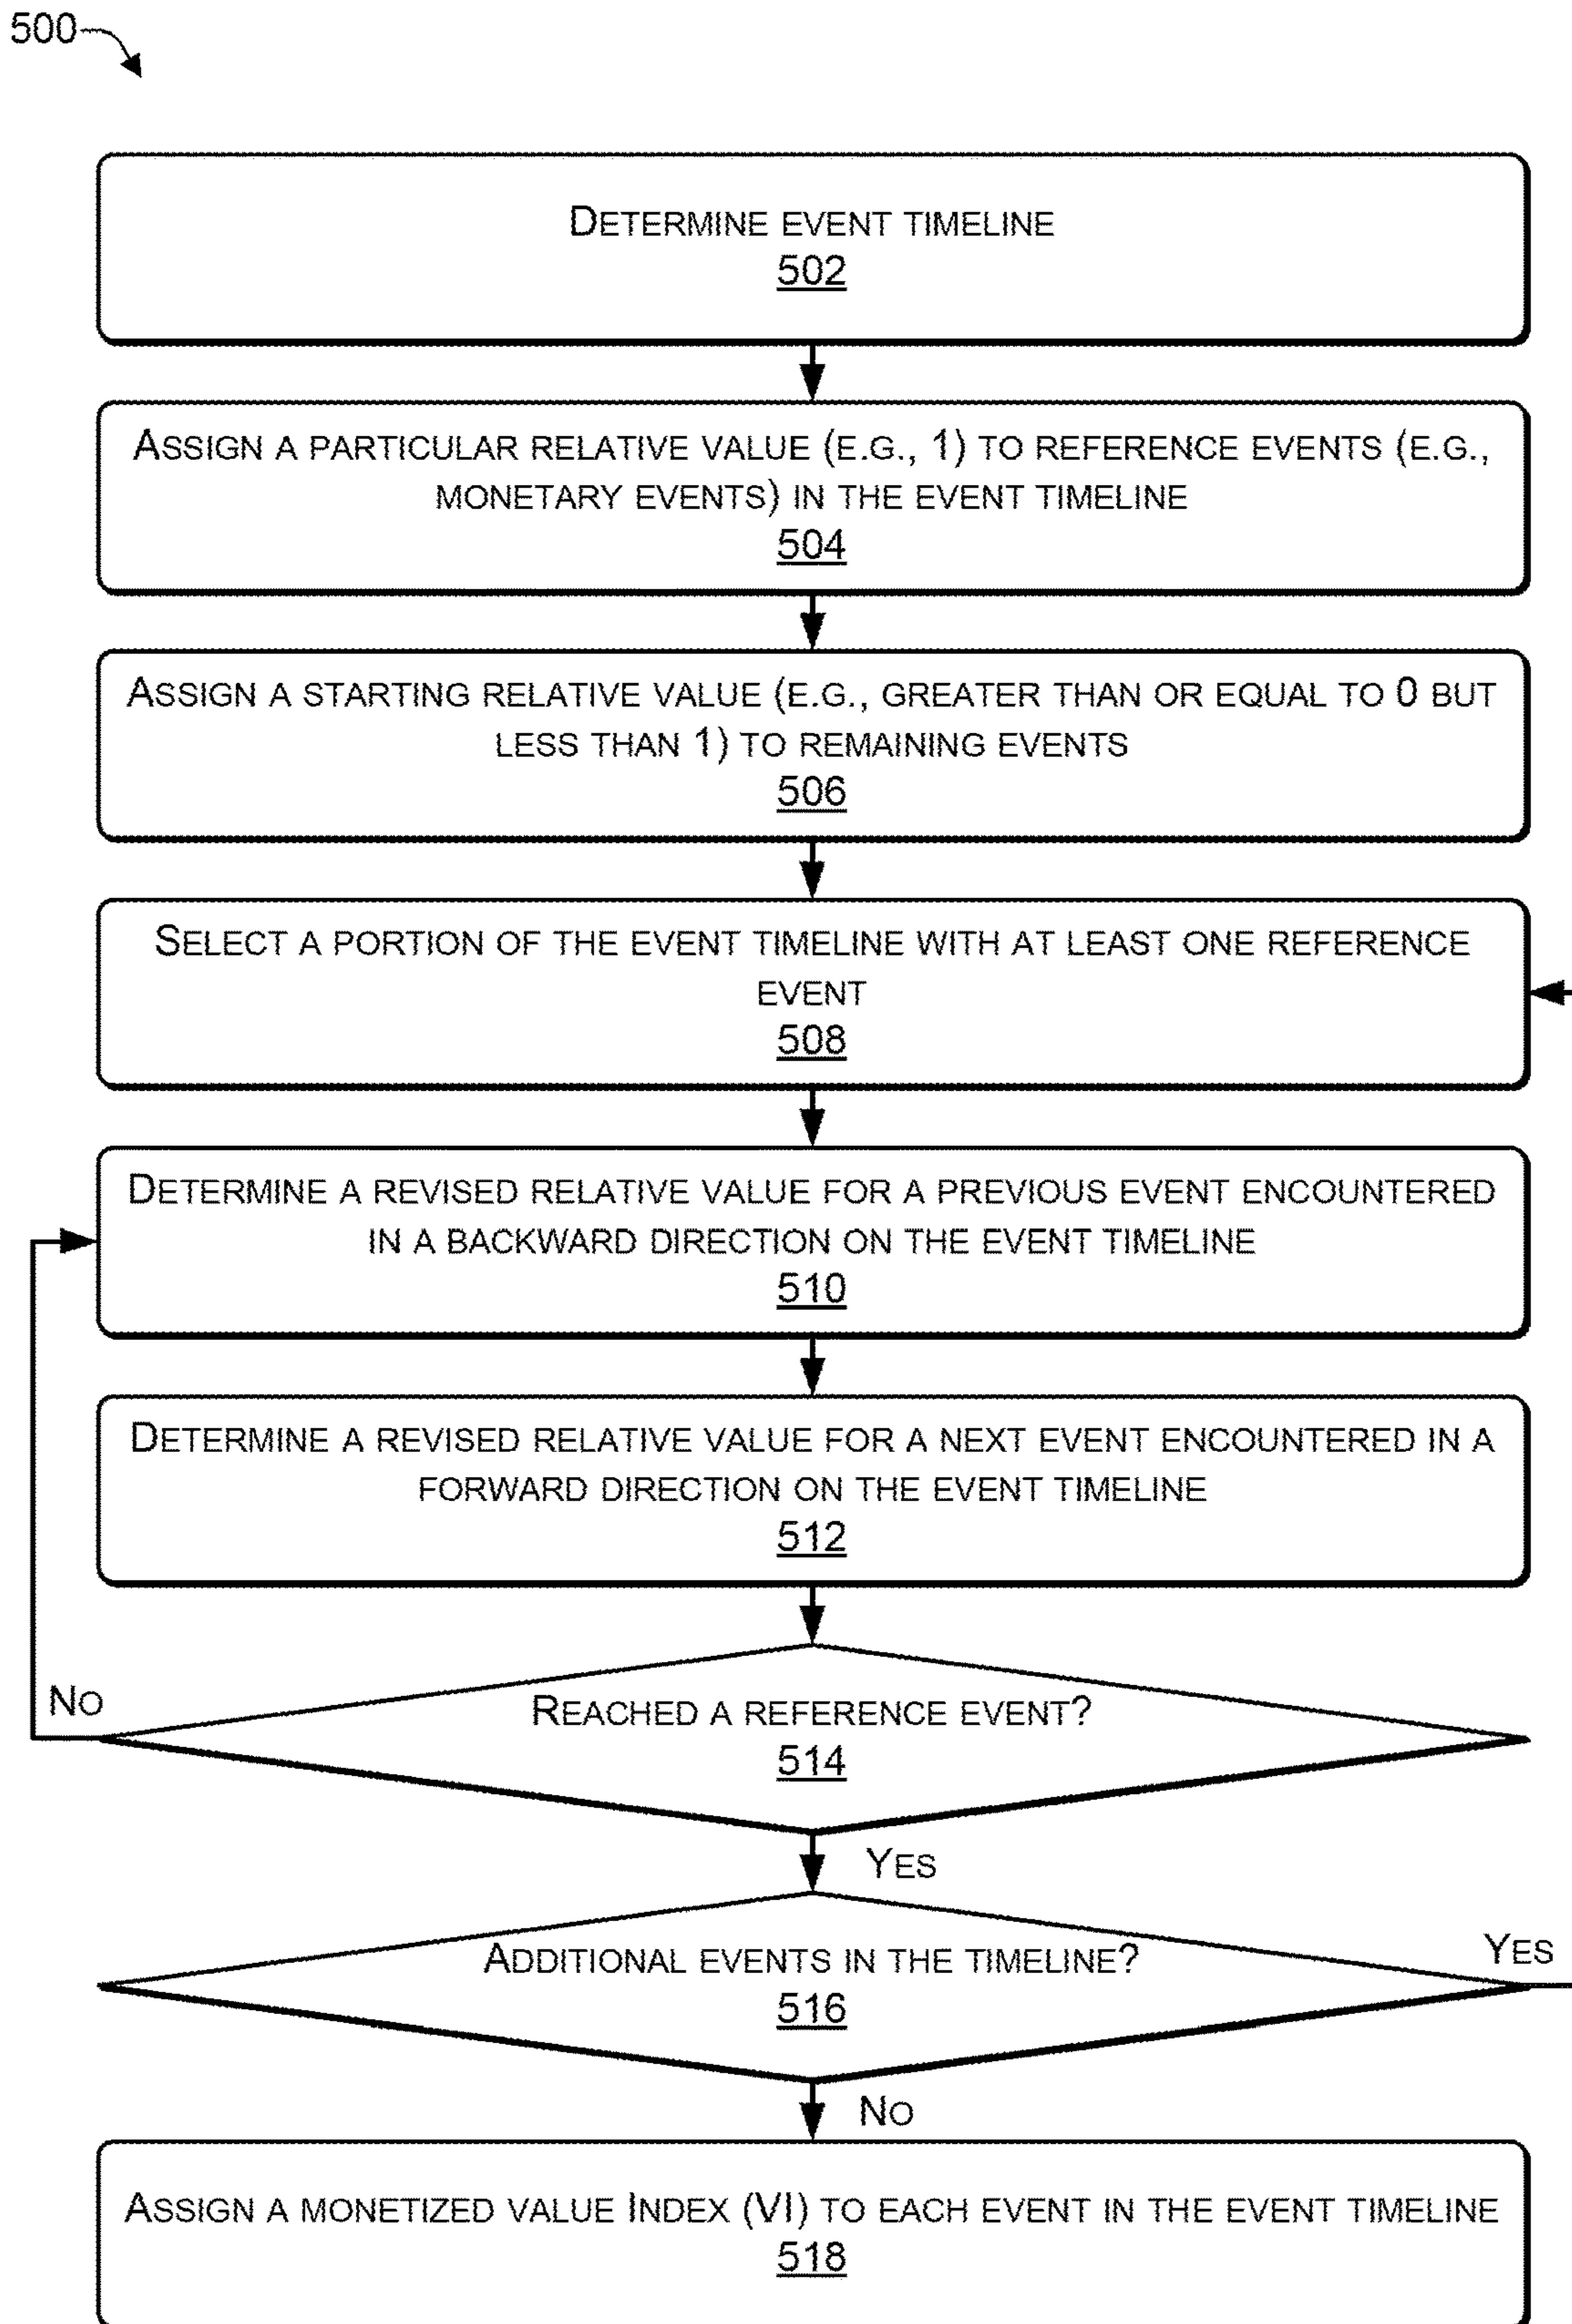 500
DETERMINE EVENT TIMELINE
502
ASSIGN A PARTICULAR RELATIVE VALUE (E.G., 1) TO REFERENCE EVENTS (E.G.,
MONETARY EVENTS) IN THE EVENT TIMELINE
504
ASSIGN A STARTING RELATIVE VALUE (E.G., GREATER THAN OR EQUAL TO 0 BUT
LESS THAN 1) TO REMAINING EVENTS
506
SELECT A PORTION OF THE EVENT TIMELINE WITH AT LEAST ONE REFERENCE
EVENT
508
DETERMINE A REVISED RELATIVE VALUE FOR A PREVIOUS EVENT ENCOUNTERED
IN A BACKWARD DIRECTION ON THE EVENT TIMELINE
510
DETERMINE A REVISED RELATIVE VALUE FOR A NEXT EVENT ENCOUNTERED IN A
FORWARD DIRECTION ON THE EVENT TIMELINE
512
NO
REACHED A REFERENCE EVENT?
514
YES
ADDITIONAL EVENTS IN THE TIMELINE?
YES
516
NO
ASSIGN A MONETIZED VALUE INDEX (VI) TO EACH EVENT IN THE EVENT TIMELINE
518